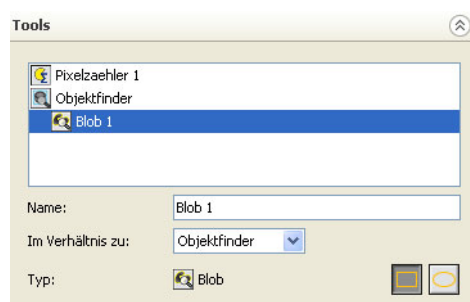 Tools
Pixelzaehler 1
Objektfinder
Blob 1
Name: Blob 1
Im Verhältnis zu: Objektfinder
Typ: Blob